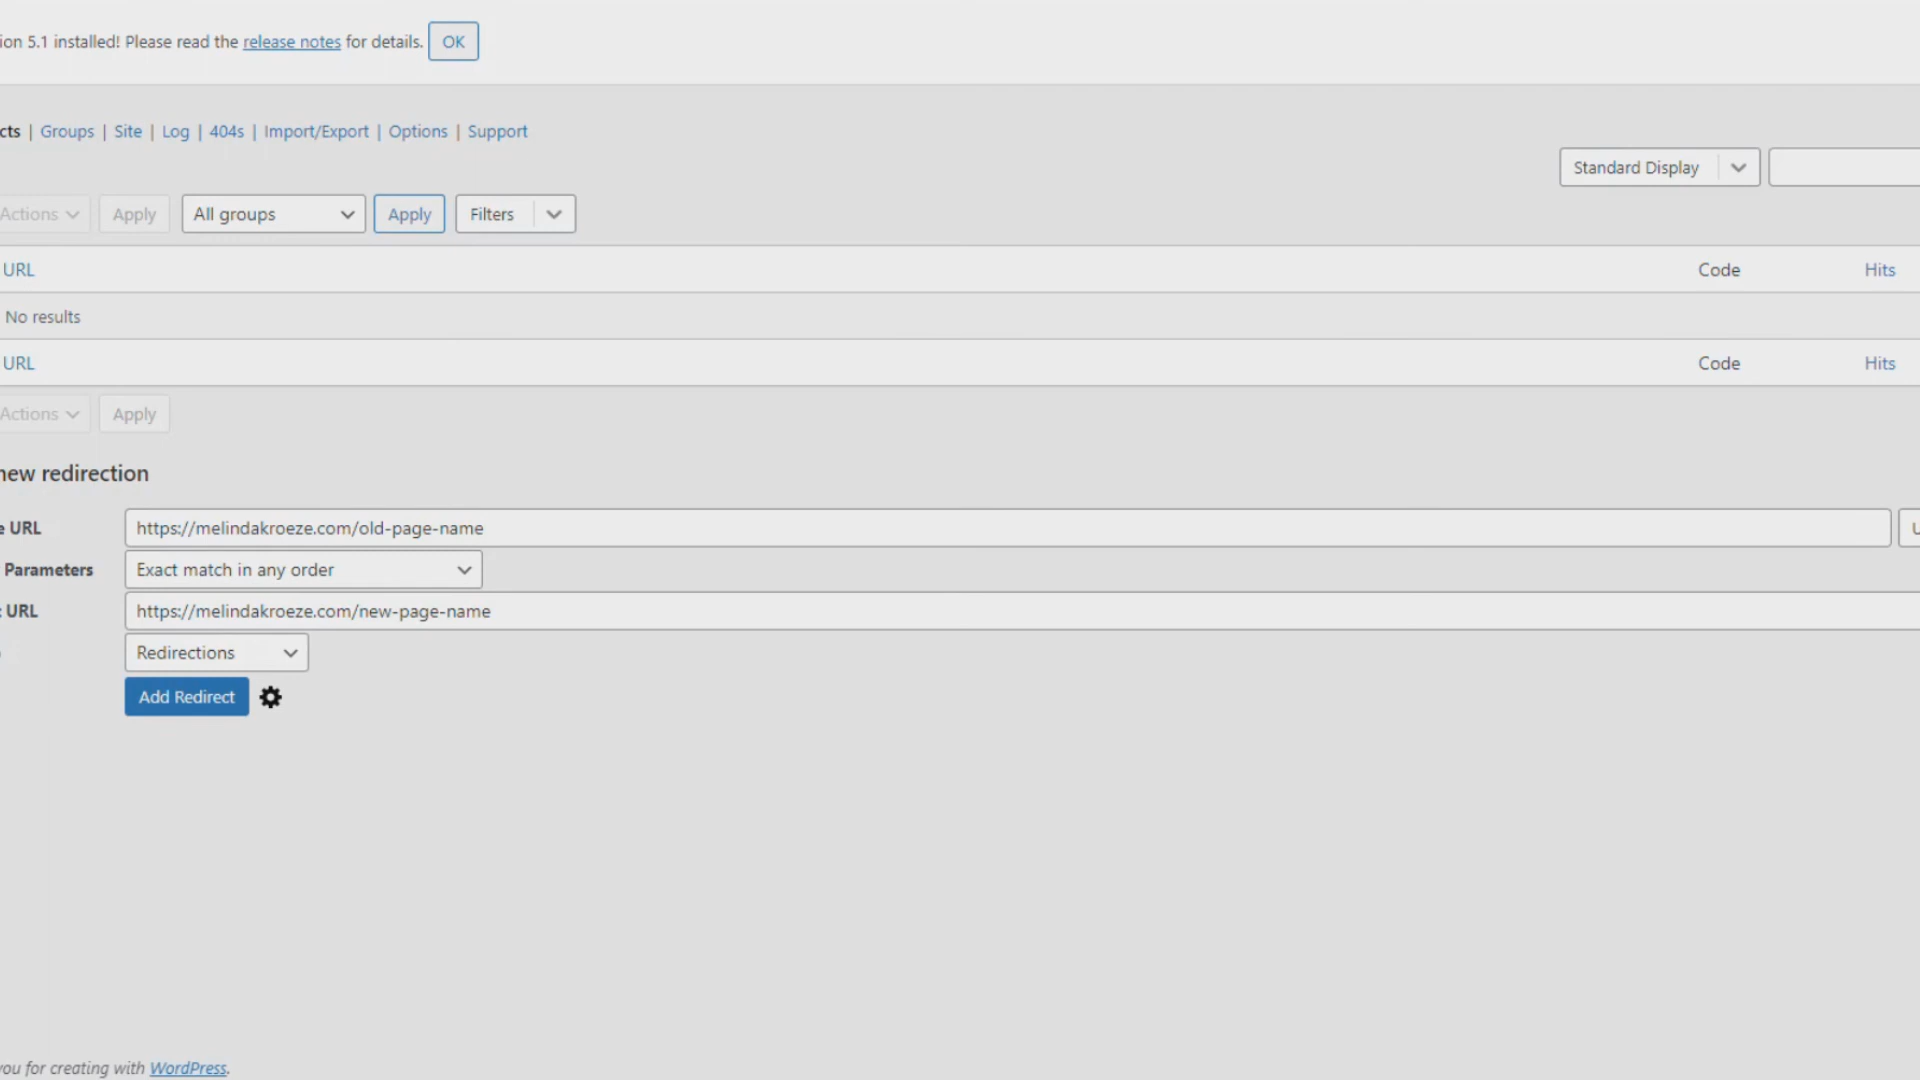 ion 5.1 installed! Please read the release notes for details. OK
cts | Groups | Site | Log | 404s | Import/Export | Options | Support
Standard Display
Actions Apply All groups Apply Filters
URL Code Hits
No results
URL Code Hits
Actions Apply
new redirection
e URL https://melindakroeze.com/old-page-name
Parameters Exact match in any order
URL https://melindakroeze.com/new-page-name
Redirections
Add Redirect
you for creating with WordPress.